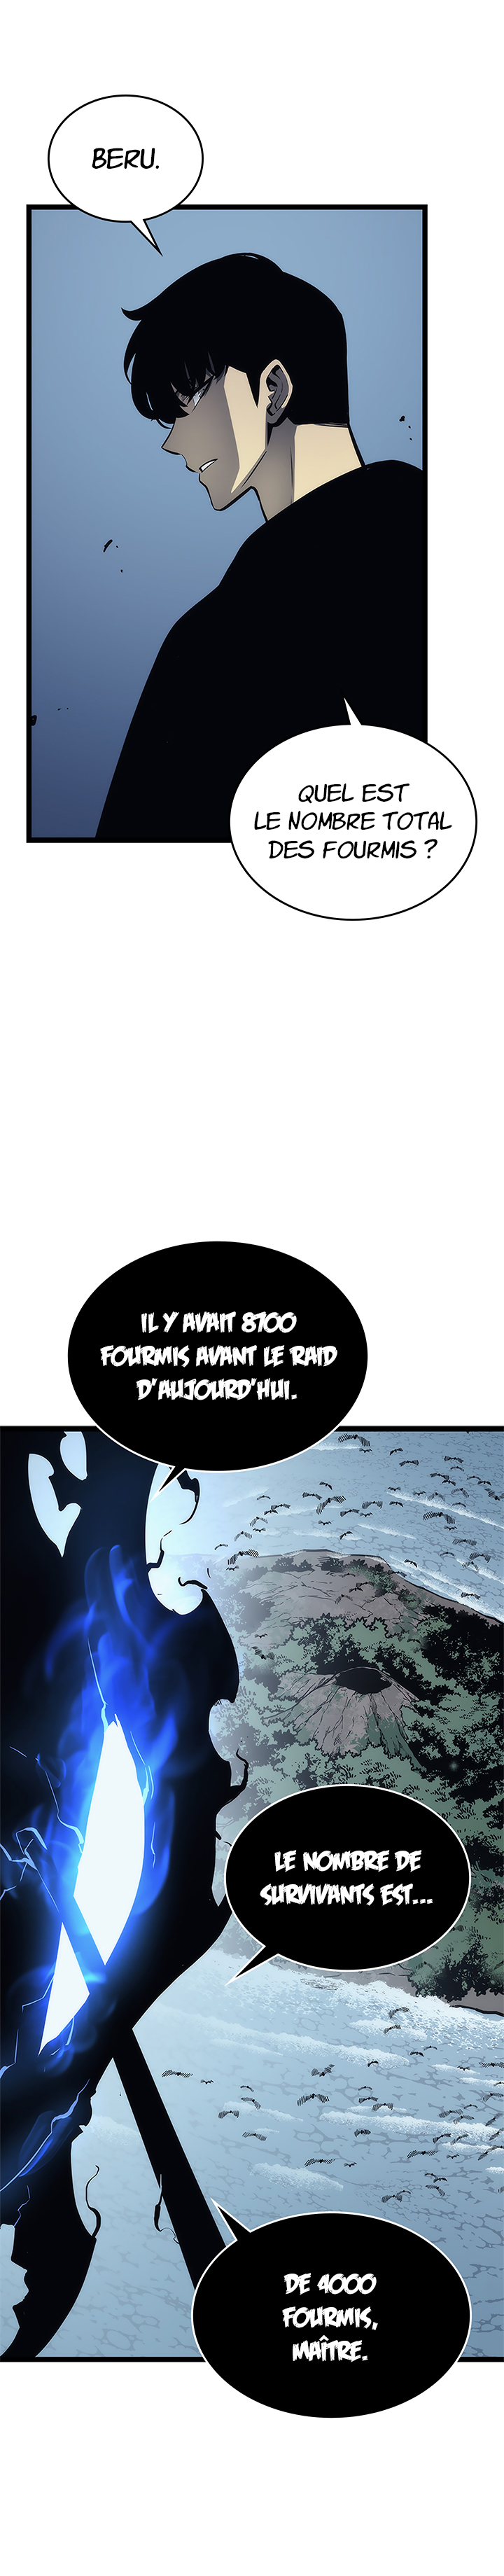 BERU.
QUEL EST
LE NOMBRE TOTAL
DES FOURMIS ?
IL Y AVAIT 8100
FOURMIS AVANT LE RAID
D'AUJOURD'HUI.
LE NOMBRE DE
SURVIVANTS EST...
DE 4000
FOURMIS,
MAÎTRE.